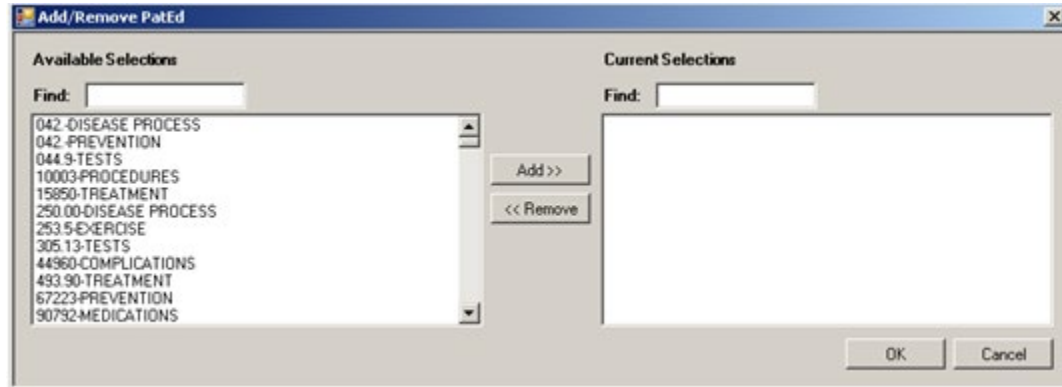 Add/Remove PatEd
Available Selections
Current Selections
Find:
Find:
042.-DISEASE PROCESS
042.-PREVENTION
044.9-TESTS
10003-PROCEDURES
15850-TREATMENT
250.00-DISEASE PROCESS
253.5-EXERCISE
305.13-TESTS
44960-COMPLICATIONS
493.90-TREATMENT
67223-PREVENTION
90792-MEDICATIONS
Add >>
<< Remove
OK
Cancel